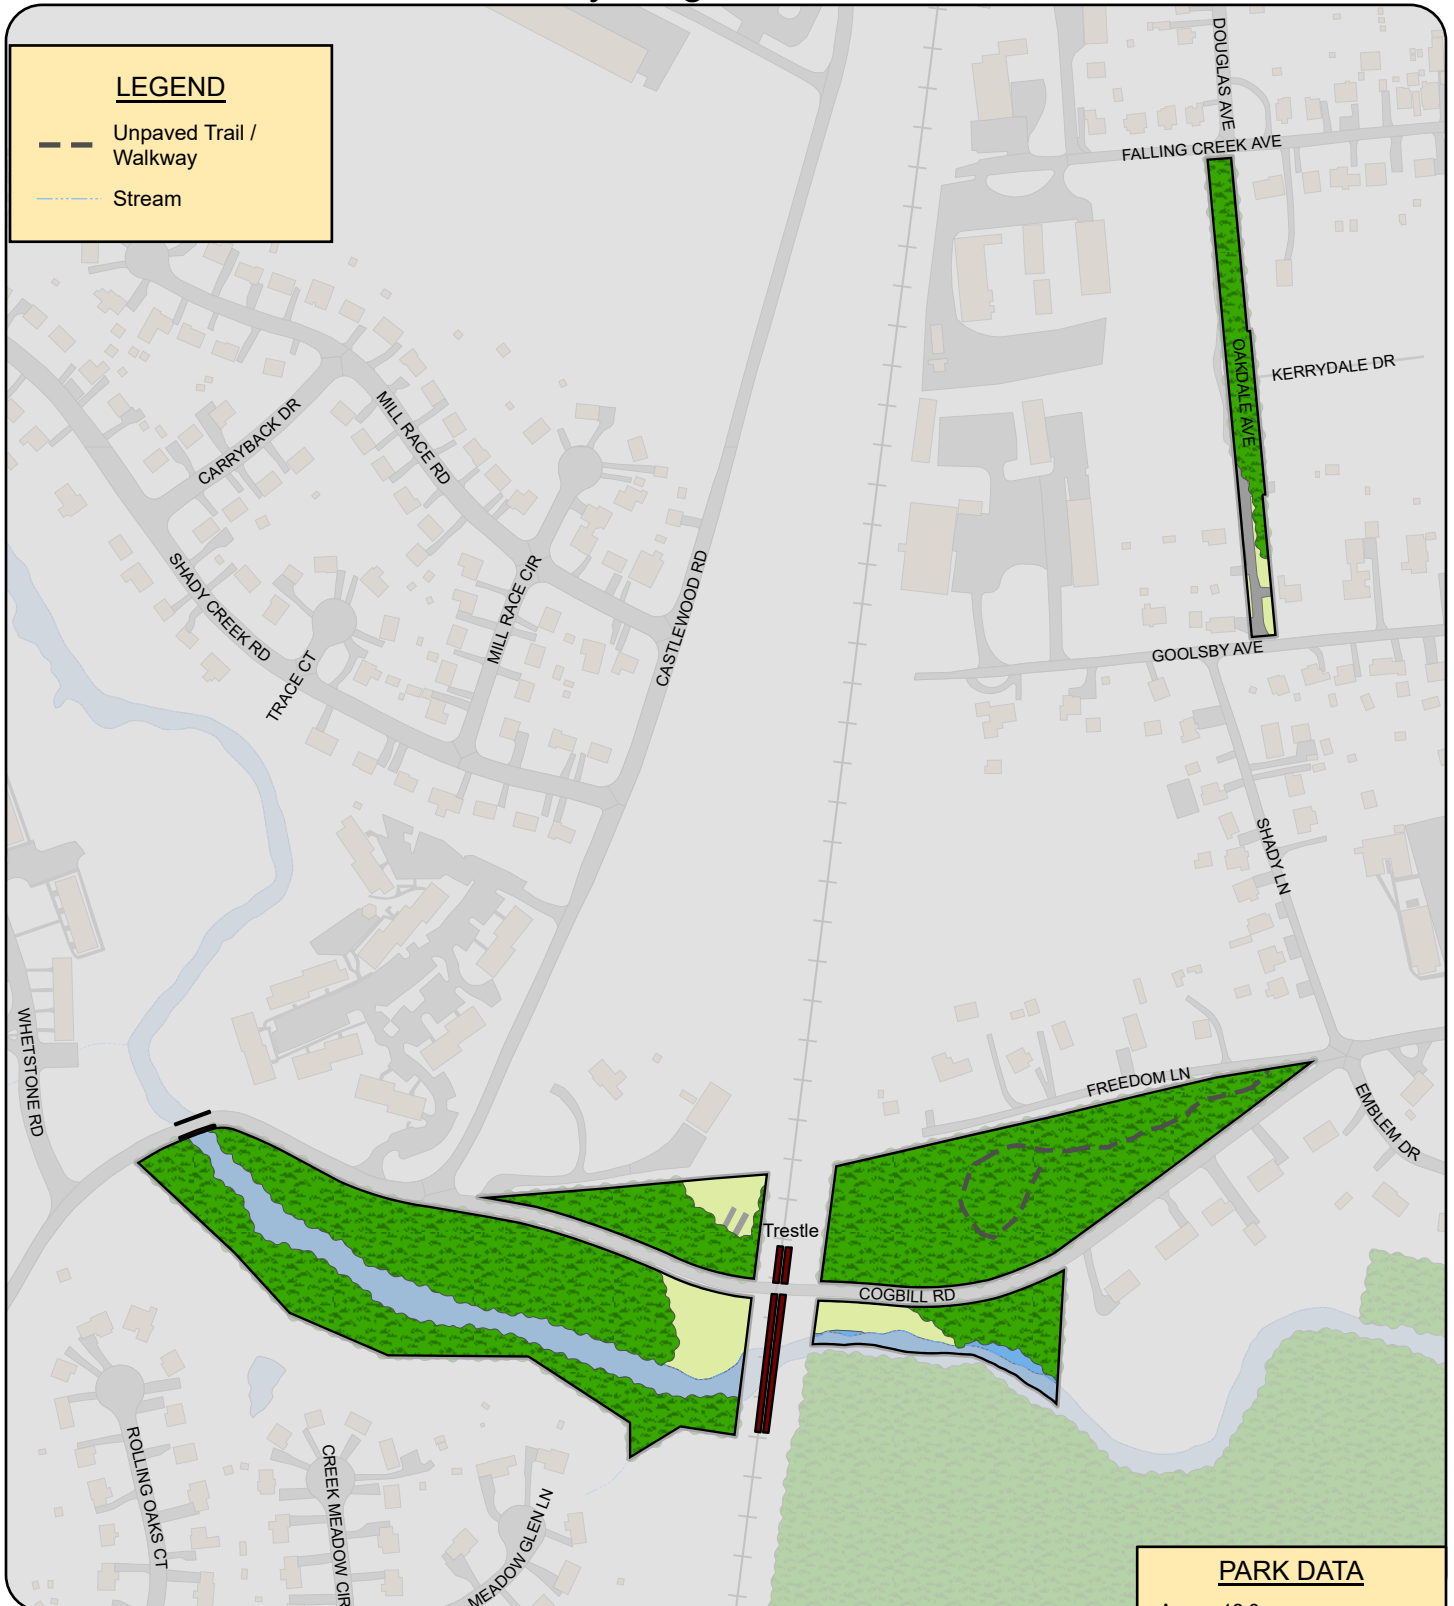 LEGEND
Unpaved Trail /
Walkway
Stream
DOUGLAS AVE
FALLING CREEK AVE
OAKDALE AVE
KERRYDALE DR
CARRYBACK DR
MILL RACE RD
SHADY CREEK RD
TRACE CT
MILL RACE CIR
CASTLEWOOD RD
GOOLSBY AVE
SHADY LN
WHETSTONE RD
FREEDOM LN
EMBLEM DR
Trestle
COGBILL RD
ROLLING OAKS CT
CREEK MEADOW CIR
MEADOW GLEN LN
PARK DATA